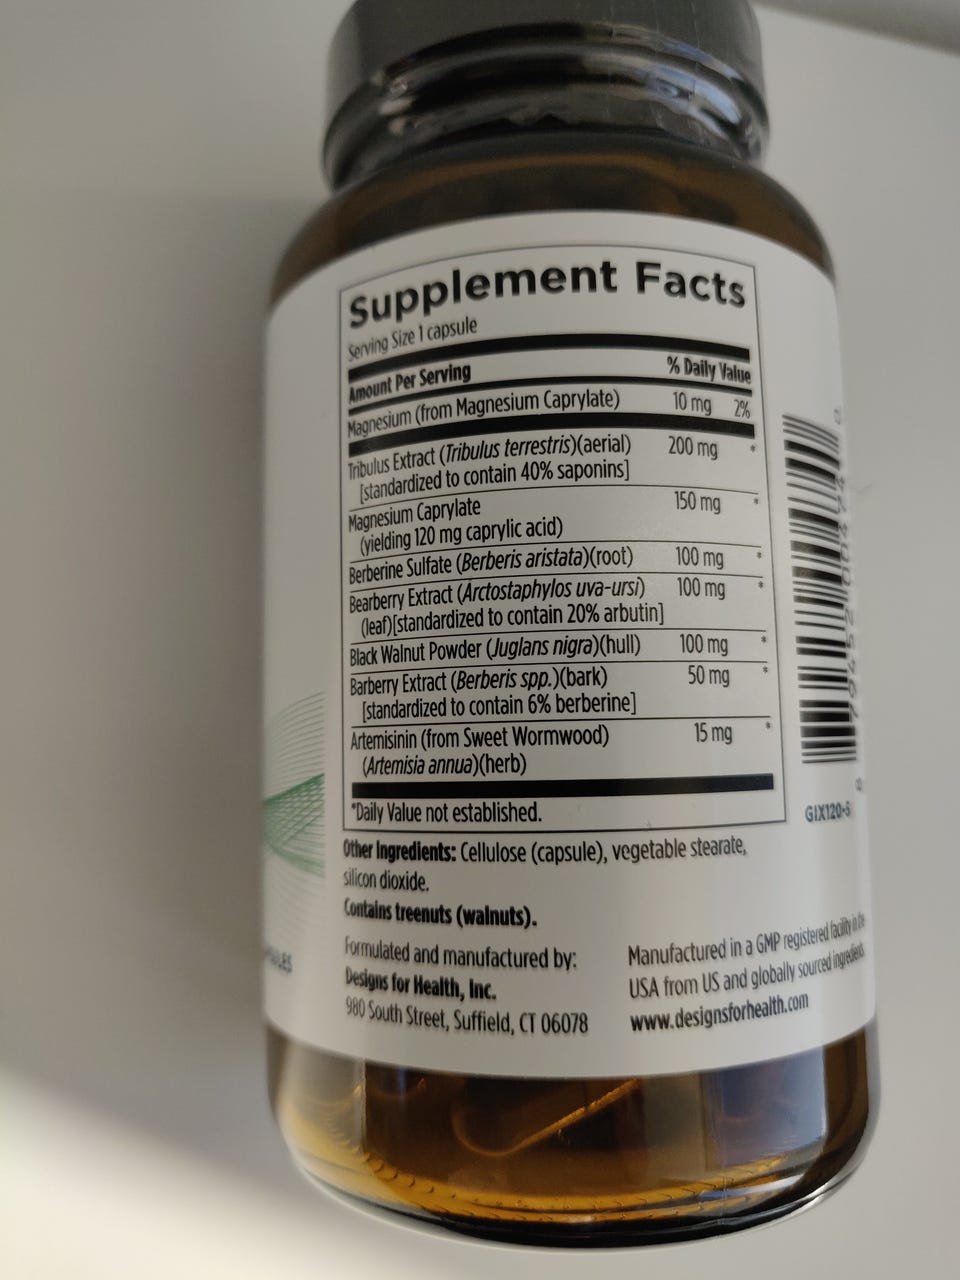 Supplement Facts
Serving Size 1 capsule
Amount Per Serving % Daily Value
Magnesium (from Magnesium Caprylate) 10 mg 2%
Tribulus Extract (Tribulus terrestris)(aerial) 200 mg *
[standardized to contain 40% saponins]
Magnesium Caprylate 150 mg *
(yielding 120 mg caprylic acid)
Berberine Sulfate (Berberis aristata)(root) 100 mg *
Bearberry Extract (Arctostaphylos uva-ursi) 100 mg *
(leaf)[standardized to contain 20% arbutin]
Black Walnut Powder (Juglans nigra)(hull) 100 mg *
Barberry Extract (Berberis spp.)(bark) 50 mg *
[standardized to contain 6% berberine]
Artemisinin (from Sweet Wormwood) 15 mg *
(Artemisia annua)(herb)
*Daily Value not established.
Other Ingredients: Cellulose (capsule), vegetable stearate,
silicon dioxide.
Contains treenuts (walnuts).
Formulated and manufactured by:
Designs for Health, Inc.
980 South Street, Suffield, CT 06078
Manufactured in a GMP registered facility in the
USA from US and globally sourced ingredients.
www.designsforhealth.com
GIX120-S